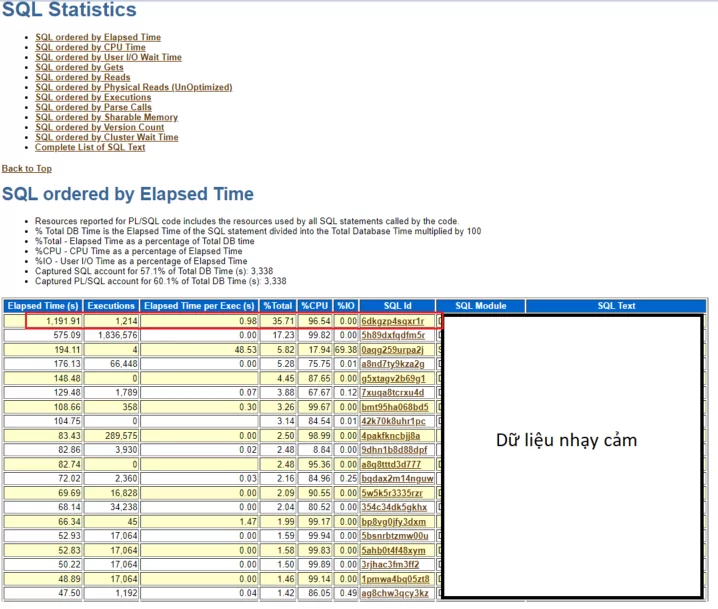 SQL Statistics
SQL ordered by Elapsed Time
SQL ordered by CPU Time
SQL ordered by User I/O Wait Time
SQL ordered by Gets
SQL ordered by Reads
SQL ordered by Physical Reads (UnOptimized)
SQL ordered by Executions
SQL ordered by Parse Calls
SQL ordered by Sharable Memory
SQL ordered by Version Count
SQL ordered by Cluster Wait Time
Complete List of SQL Text
Back to Top
SQL ordered by Elapsed Time
Resources reported for PL/SQL code includes the resources used by all SQL statements called by the code.
% Total DB Time is the Elapsed Time of the SQL statement divided into the Total Database Time multiplied by 100
%Total - Elapsed Time as a percentage of Total DB time
%CPU - CPU Time as a percentage of Elapsed Time
%IO - User I/O Time as a percentage of Elapsed Time
Captured SQL account for 57.1% of Total DB Time (s): 3,338
Captured PL/SQL account for 60.1% of Total DB Time (s): 3,338
Elapsed Time (s) Executions Elapsed Time per Exec (s) %Total %CPU %IO SQL Id SQL Module SQL Text
1,191.91 1,214 0.98 35.71 96.54 0.00 6dkgzp4sqxr1r
575.09 1,836,576 0.00 17.23 99.82 0.00 5h89dxfqdfm5r
194.11 4 48.53 5.82 17.94 69.38 0aqg259urpa2j
176.13 66,448 0.00 5.28 75.75 0.01 a8nd7ty9kza2g
148.48 0 4.45 87.65 0.00 g5xtagv2b69g1
129.48 1,789 0.07 3.88 67.67 0.12 7xuqa8tcrxu4d
108.66 358 0.30 3.26 99.67 0.00 bmt95ha068bd5
104.75 0 3.14 84.54 0.01 42k70k8uhr1pc
83.43 289,575 0.00 2.50 98.99 0.00 4pakfkncbjj8a
82.86 3,930 0.02 2.48 8.84 0.00 9dhn1b8d88dpf
82.74 0 2.48 95.36 0.00 a8q8tttd3d777
72.02 2,360 0.03 2.16 84.96 0.25 bqdax2m14nguw
69.69 16,828 0.00 2.09 90.55 0.00 5w5k5r3335rzr
68.14 34,238 0.00 2.04 80.52 0.00 354c34dk5gkhx
66.34 45 1.47 1.99 99.17 0.00 bp8vg0jfy3dxm
52.93 17,064 0.00 1.59 99.94 0.00 5bsnrbtzmw00u
52.83 17,064 0.00 1.58 99.83 0.00 5ahb0t4f48xym
50.22 17,064 0.00 1.50 99.89 0.00 3rjhac3fm3ff2
48.89 17,064 0.00 1.46 99.14 0.00 1pmwa4bq05zt8
47.50 1,192 0.04 1.42 86.05 0.49 ag8chw3qcy3kz
Dữ liệu nhạy cảm